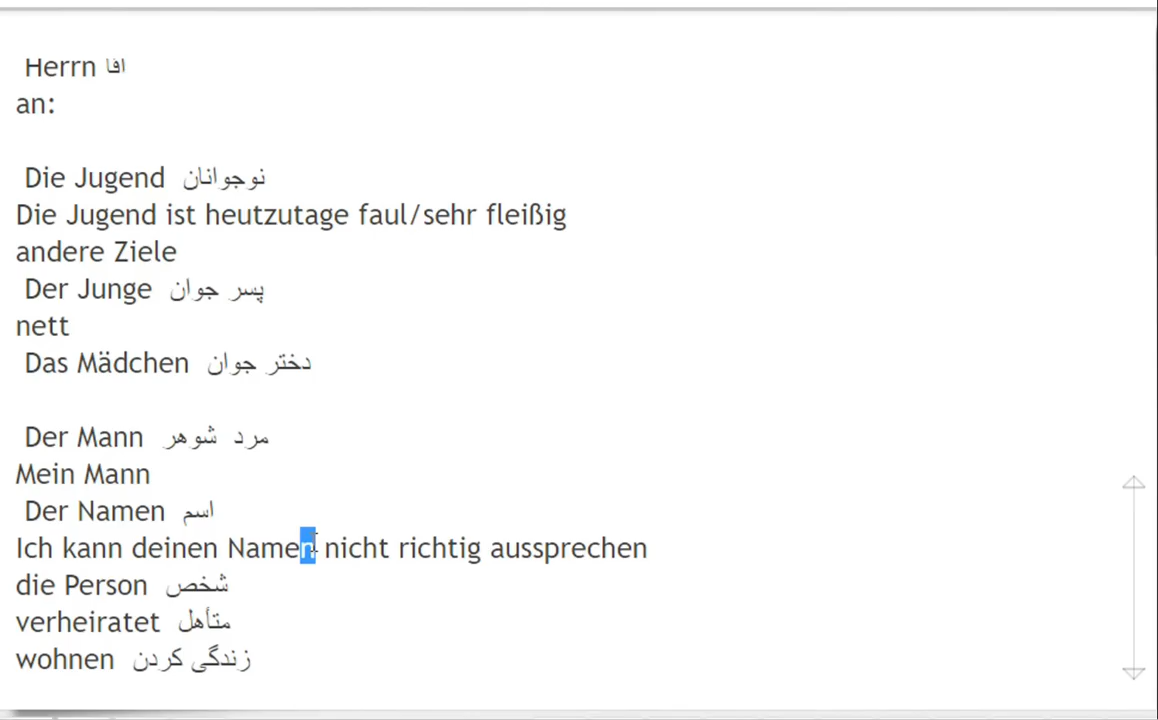 Herrn اقا
an:
Die Jugend نوجوانان
Die Jugend ist heutzutage faul/sehr fleißig
andere Ziele
Der Junge پسر جوان
nett
Das Mädchen دختر جوان
Der Mann مرد شوهر
Mein Mann
Der Namen اسم
Ich kann deinen Namen nicht richtig aussprechen
die Person شخص
verheiratet متأهل
wohnen زندگی کردن